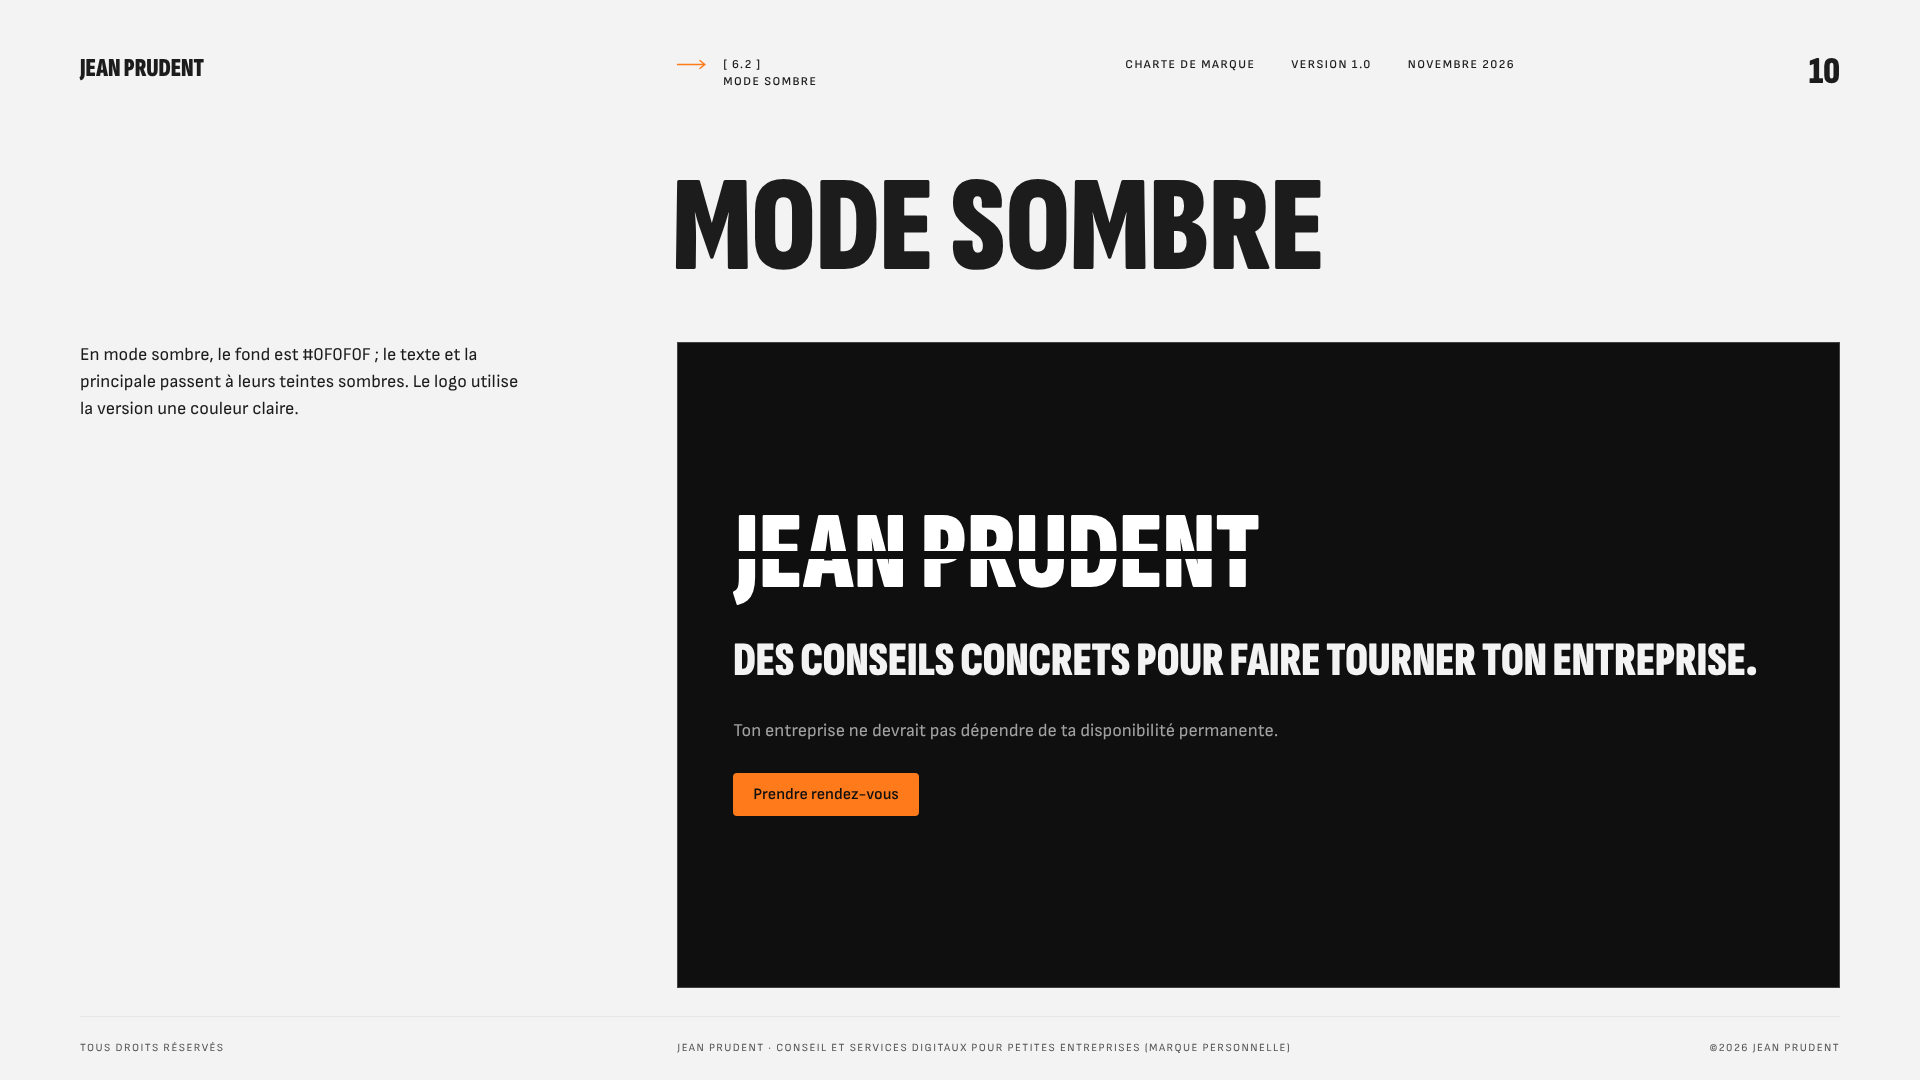 JEAN PRUDENT
[ 6.2 ]
MODE SOMBRE
CHARTE DE MARQUE
VERSION 1.0
NOVEMBRE 2026
10
MODE SOMBRE
En mode sombre, le fond est #0F0F0F ; le texte et la
principale passent à leurs teintes sombres. Le logo utilise
la version une couleur claire.
JEAN PRUDENT
DES CONSEILS CONCRETS POUR FAIRE TOURNER TON ENTREPRISE.
Ton entreprise ne devrait pas dépendre de ta disponibilité permanente.
Prendre rendez-vous
TOUS DROITS RÉSERVÉS
JEAN PRUDENT · CONSEIL ET SERVICES DIGITAUX POUR PETITES ENTREPRISES (MARQUE PERSONNELLE)
©2026 JEAN PRUDENT